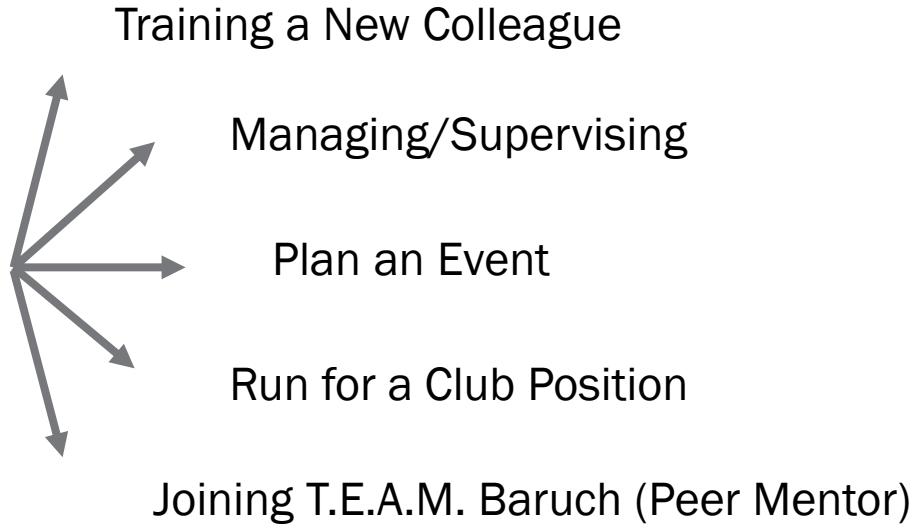 Training a New Colleague
Managing/Supervising
Plan an Event
Run for a Club Position
Joining T.E.A.M. Baruch (Peer Mentor)